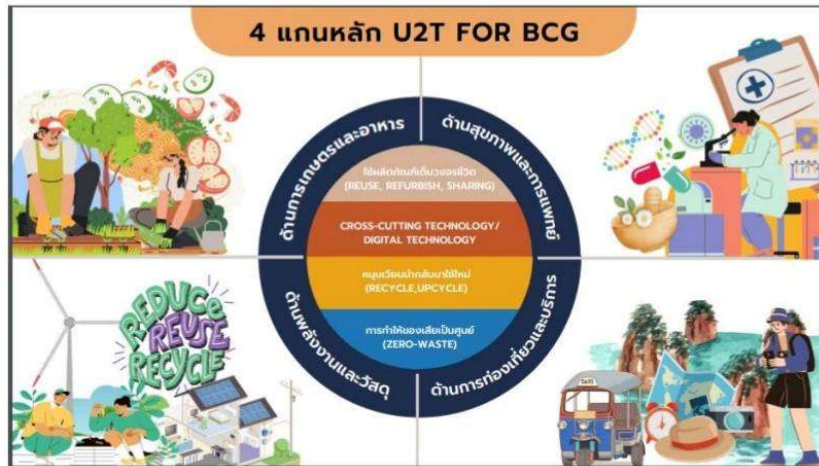 4 แกนหลัก U2T FOR BCG
ด้านการเกษตรและอาหาร
ด้านสุขภาพและการแพทย์
ใช้ผลิตภัณฑ์เต็มวงจรชีวิต
(REUSE, REFURBISH, SHARING)
CROSS-CUTTING TECHNOLOGY/
DIGITAL TECHNOLOGY
หมุนเวียนนำกลับมาใช้ใหม่
(RECYCLE,UPCYCLE)
การทำให้ของเสียเป็นศูนย์
(ZERO-WASTE)
ด้านพลังงานและวัสดุ
ด้านการท่องเที่ยวและบริการ
REDUCE
REUSE
RECYCLE
TAXI